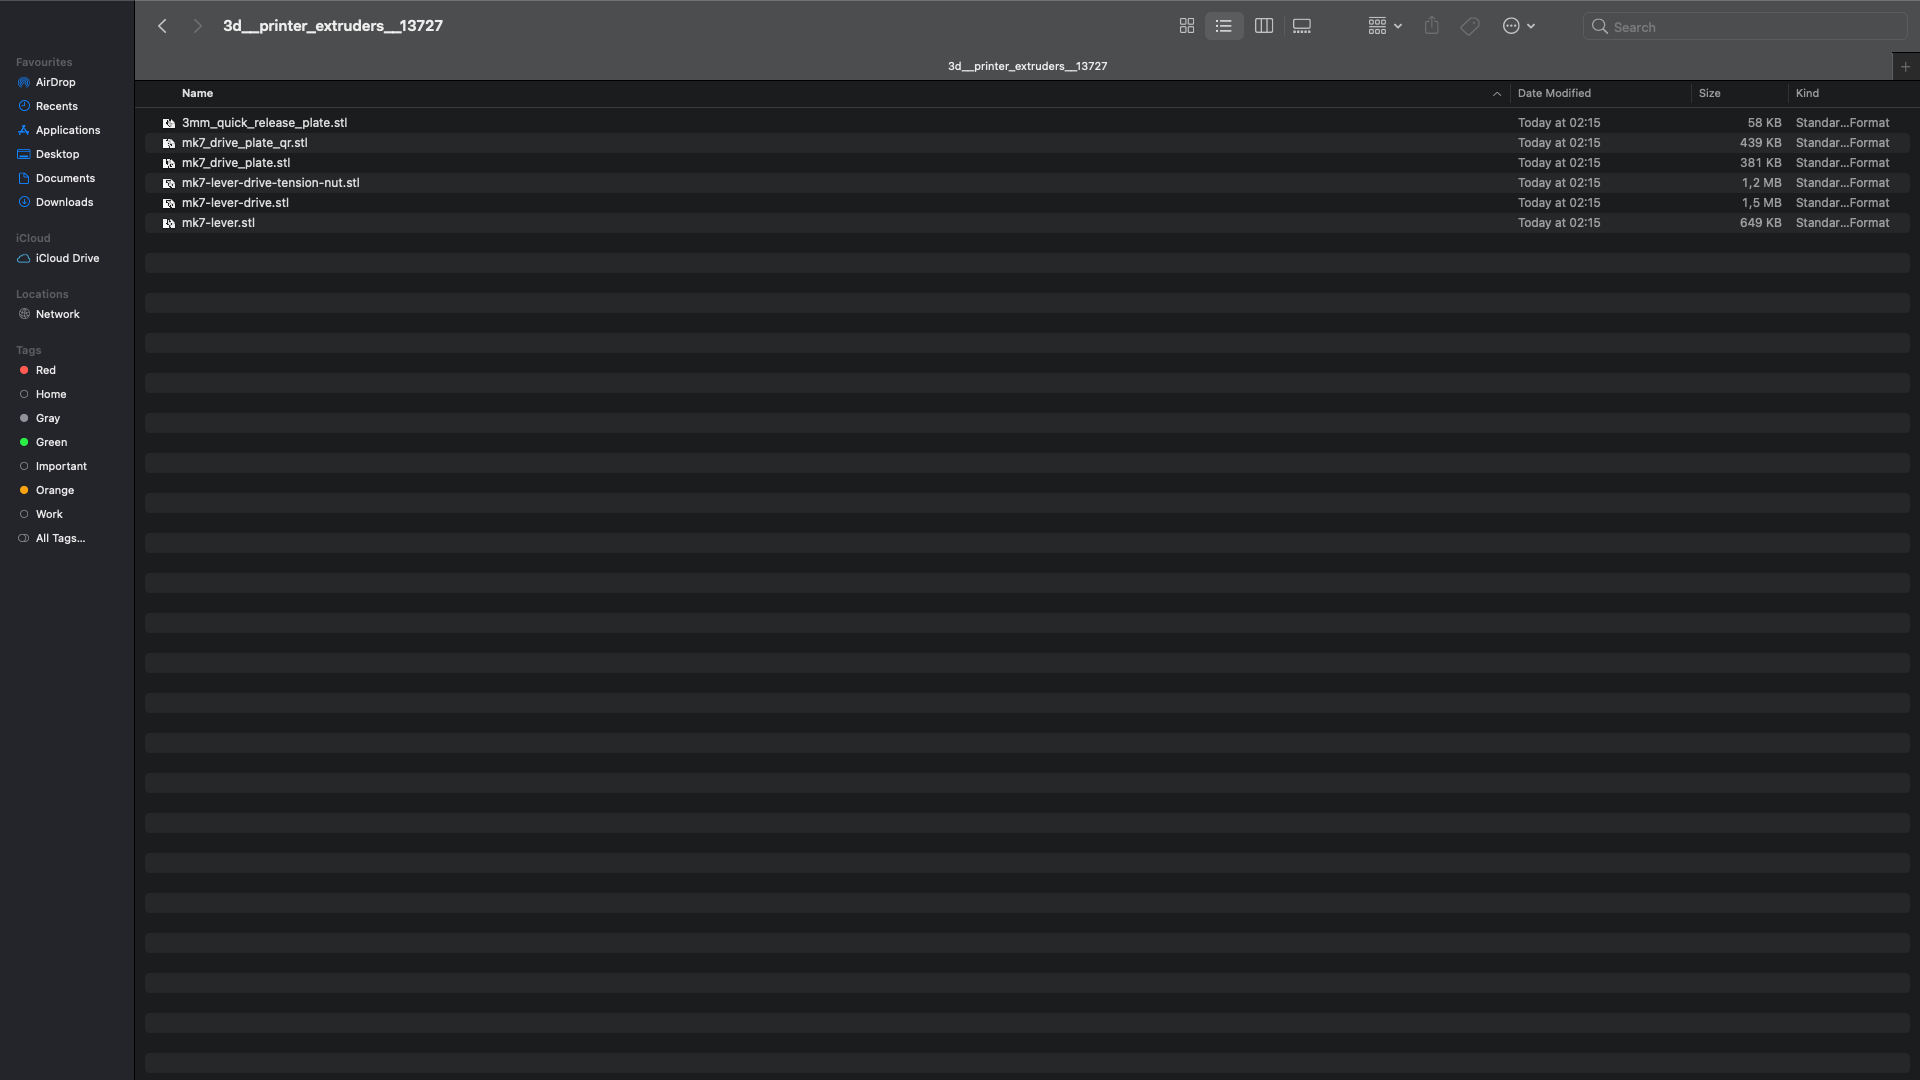 3d__printer_extruders__13727
Search
3d__printer_extruders__13727
Favourites
AirDrop
Recents
Applications
Desktop
Documents
Downloads
iCloud
iCloud Drive
Locations
Network
Tags
Red
Home
Gray
Green
Important
Orange
Work
All Tags...
Name Date Modified Size Kind
3mm_quick_release_plate.stl Today at 02:15 58 KB Standar...Format
mk7_drive_plate_qr.stl Today at 02:15 439 KB Standar...Format
mk7_drive_plate.stl Today at 02:15 381 KB Standar...Format
mk7-lever-drive-tension-nut.stl Today at 02:15 1,2 MB Standar...Format
mk7-lever-drive.stl Today at 02:15 1,5 MB Standar...Format
mk7-lever.stl Today at 02:15 649 KB Standar...Format